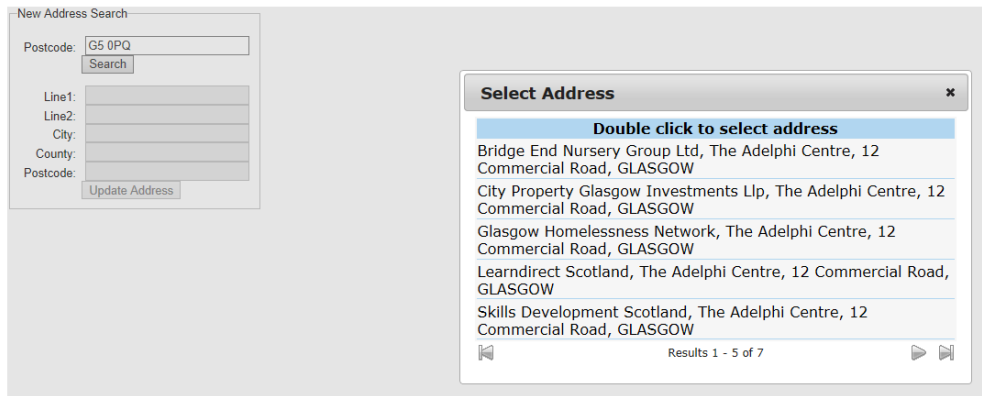 New Address Search
Postcode: G5 0PQ
Search
Line1:
Line2:
City:
County:
Postcode:
Update Address
Select Address
Double click to select address
Bridge End Nursery Group Ltd, The Adelphi Centre, 12
Commercial Road, GLASGOW
City Property Glasgow Investments Llp, The Adelphi Centre, 12
Commercial Road, GLASGOW
Glasgow Homelessness Network, The Adelphi Centre, 12
Commercial Road, GLASGOW
Learndirect Scotland, The Adelphi Centre, 12 Commercial Road,
GLASGOW
Skills Development Scotland, The Adelphi Centre, 12
Commercial Road, GLASGOW
Results 1 - 5 of 7